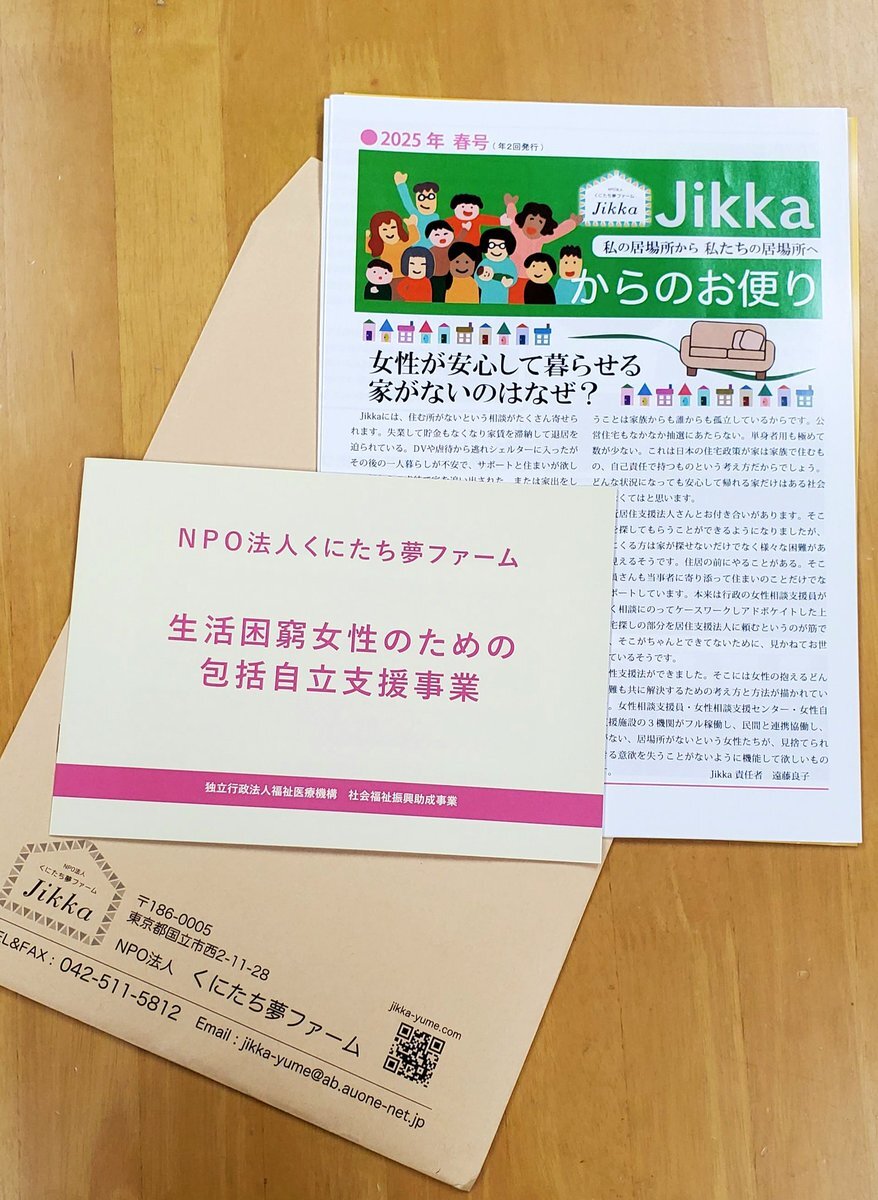 ●2025年 春号(年2回発行)
NPO法人
くにたち夢ファーム
Jikka
Jikka
私の居場所から 私たちの居場所へ
からのお便り
女性が安心して暮らせる
家がないのはなぜ？
Jikkaには、住む所がないという相談がたくさん寄せら
れます。失業して貯金もなくなり家賃を滞納して退居を
迫られている。DVや虐待から逃れシェルターに入ったが
その後の一人暮らしが不安で、サポートと住まいが欲し
家を追い出された、または家出をし
うことは家族からも誰からも孤立しているからです。公
営住宅もなかなか抽選にあたらない。単身者用も極めて
数が少ない。これは日本の住宅政策が家は家族で住むも
の、自己責任で持つものという考え方だからでしょう。
どんな状況になっても安心して帰れる家だけはある社会
くてはと思います。
居住支援法人さんとお付き合いがあります。そこ
を探してもらうことができるようになりましたが、
こくる方は家が探せないだけでなく様々な困難があ
見えるそうです。住居の前にやることがある。そこ
員さんも当事者に寄り添って住まいのことだけでな
ポートしています。本来は行政の女性相談支援員が
く相談にのってケースワークしアドボケイトした上
宅探しの部分を居住支援法人に頼むというのが筋で
、そこがちゃんとできてないために、見かねてお世
ているそうです。
性支援法ができました。そこには女性の抱えるどん
難も共に解決するための考え方と方法が描かれてい
。女性相談支援員・女性相談支援センター・女性自
援施設の３機関がフル稼働し、民間と連携協働し、
がない、居場所がないという女性たちが、見捨てられ
る意欲を失うことがないように機能して欲しいもの
す。
Jikka 責任者 遠藤良子
NPO法人くにたち夢ファーム
生活困窮女性のための
包括自立支援事業
独立行政法人福祉医療機構 社会福祉振興助成事業
NPO法人
くにたち夢ファーム
Jikka
〒186-0005
東京都国立市西2-11-28
NPO法人 くにたち夢ファーム
EL&FAX : 042-511-5812 Email : jikka-yume@ab.auone-net.jp
jikka-yume.com